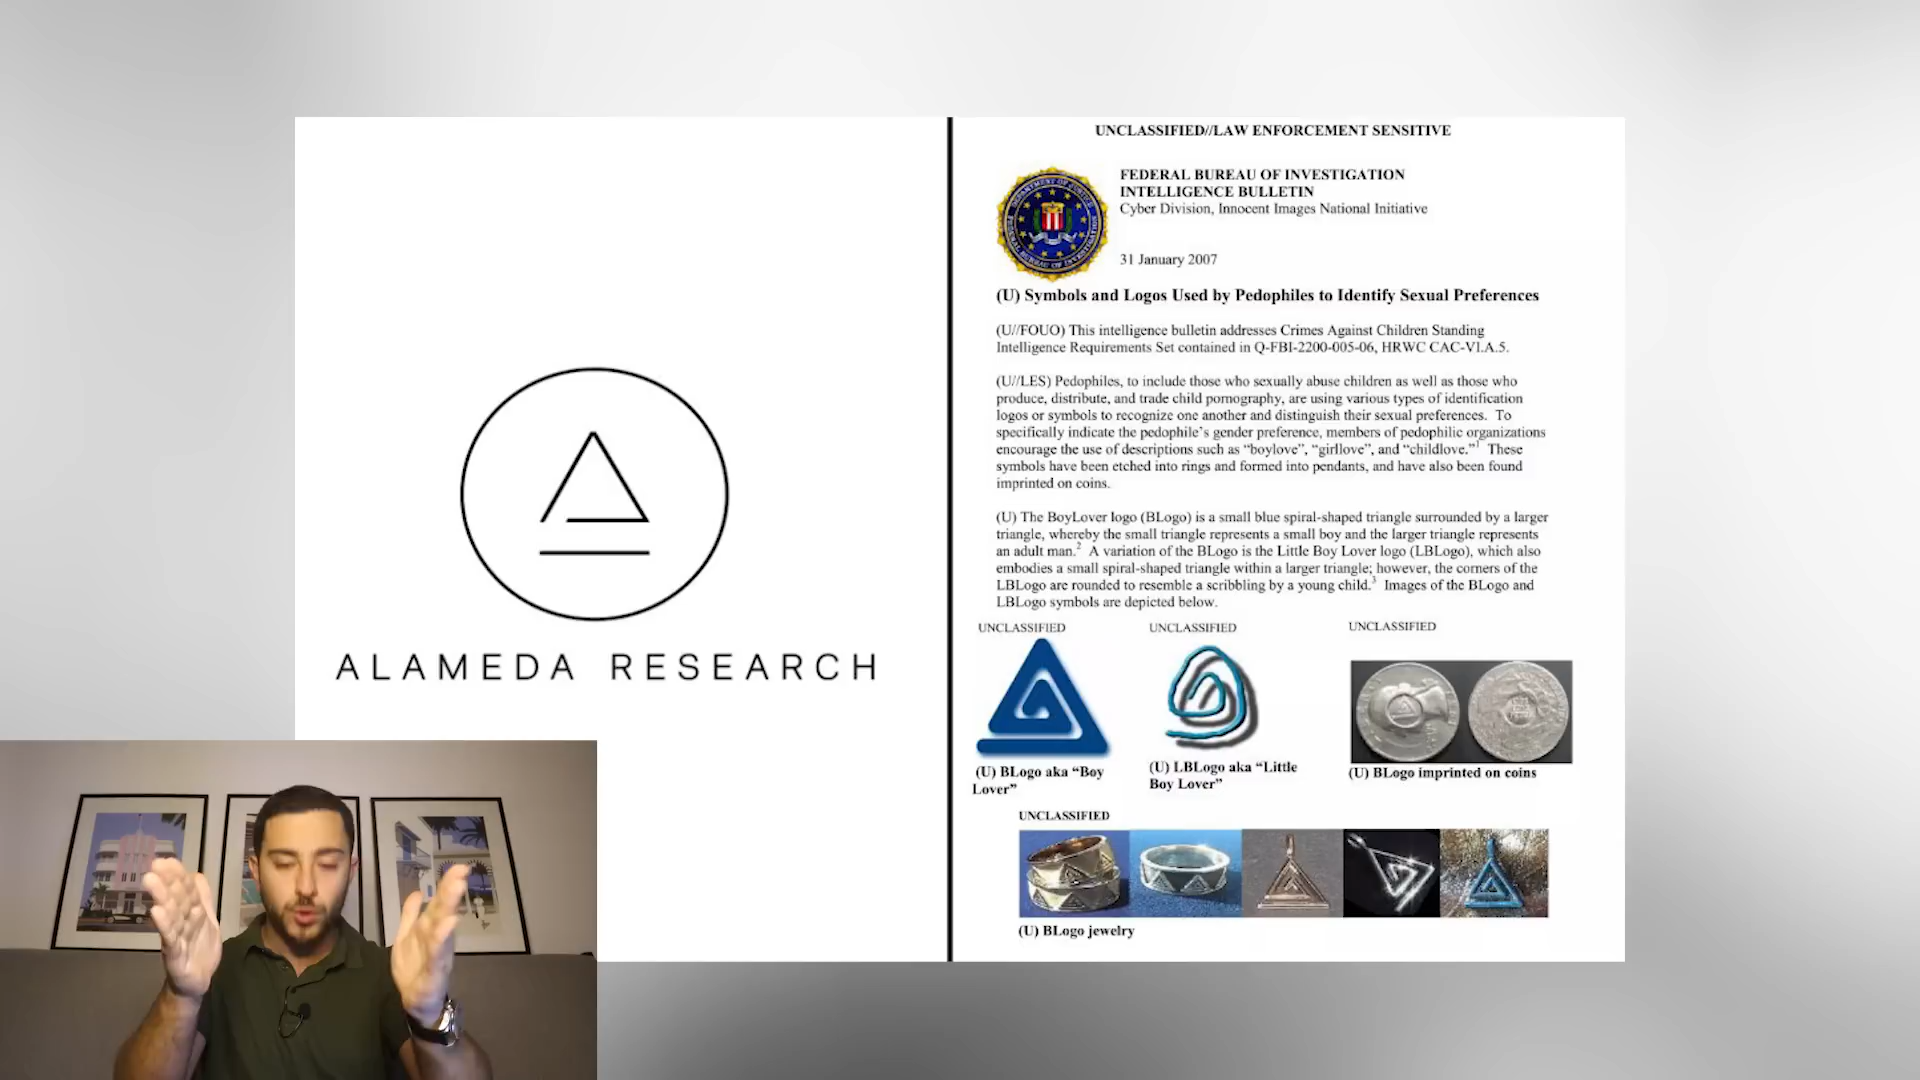 ALAMEDA RESEARCH
UNCLASSIFIED//LAW ENFORCEMENT SENSITIVE
FEDERAL BUREAU OF INVESTIGATION
INTELLIGENCE BULLETIN
Cyber Division, Innocent Images National Initiative
31 January 2007
(U) Symbols and Logos Used by Pedophiles to Identify Sexual Preferences
(U//FOUO) This intelligence bulletin addresses Crimes Against Children Standing
Intelligence Requirements Set contained in Q-FBI-2200-005-06, HRWC CAC-VI.A.5.
(U//LES) Pedophiles, to include those who sexually abuse children as well as those who
produce, distribute, and trade child pornography, are using various types of identification
logos or symbols to recognize one another and distinguish their sexual preferences. To
specifically indicate the pedophile's gender preference, members of pedophilic organizations
encourage the use of descriptions such as "boylove", "girllove", and "childlove."1 These
symbols have been etched into rings and formed into pendants, and have also been found
imprinted on coins.
(U) The BoyLover logo (BLogo) is a small blue spiral-shaped triangle surrounded by a larger
triangle, whereby the small triangle represents a small boy and the larger triangle represents
an adult man.2 A variation of the BLogo is the Little Boy Lover logo (LBLogo), which also
embodies a small spiral-shaped triangle within a larger triangle; however, the corners of the
LBLogo are rounded to resemble a scribbling by a young child.3 Images of the BLogo and
LBLogo symbols are depicted below.
UNCLASSIFIED UNCLASSIFIED UNCLASSIFIED
(U) BLogo aka "Boy
Lover"
(U) LBLogo aka "Little
Boy Lover"
(U) BLogo imprinted on coins
UNCLASSIFIED
(U) BLogo jewelry